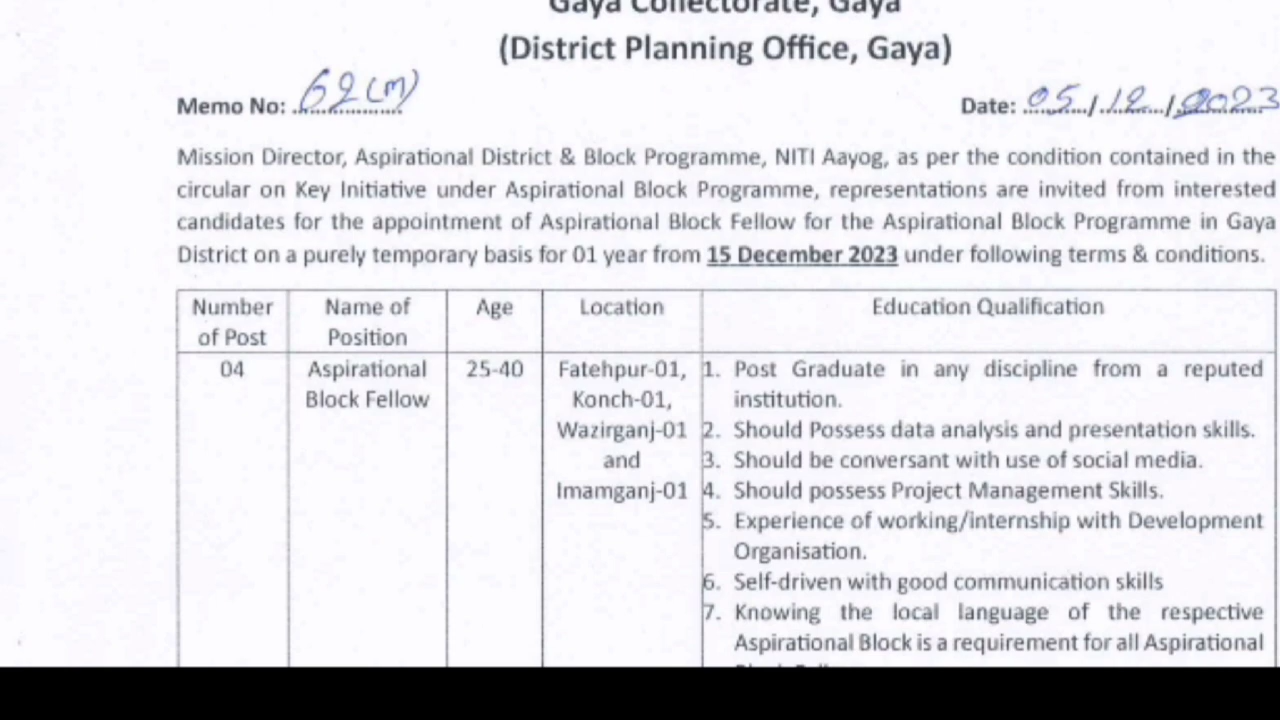 Gaya Collectorate, Gaya
(District Planning Office, Gaya)
Memo No: 62(M)
Date: 05/12/2023
Mission Director, Aspirational District & Block Programme, NITI Aayog, as per the condition contained in the
circular on Key Initiative under Aspirational Block Programme, representations are invited from interested
candidates for the appointment of Aspirational Block Fellow for the Aspirational Block Programme in Gaya
District on a purely temporary basis for 01 year from 15 December 2023 under following terms & conditions.
Number
of Post
Name of
Position
Age
Location
Education Qualification
04
Aspirational
Block Fellow
25-40
Fatehpur-01,
Konch-01,
Wazirganj-01
and
Imamganj-01
1. Post Graduate in any discipline from a reputed
institution.
2. Should Possess data analysis and presentation skills.
3. Should be conversant with use of social media.
4. Should possess Project Management Skills.
5. Experience of working/internship with Development
Organisation.
6. Self-driven with good communication skills
7. Knowing the local language of the respective
Aspirational Block is a requirement for all Aspirational